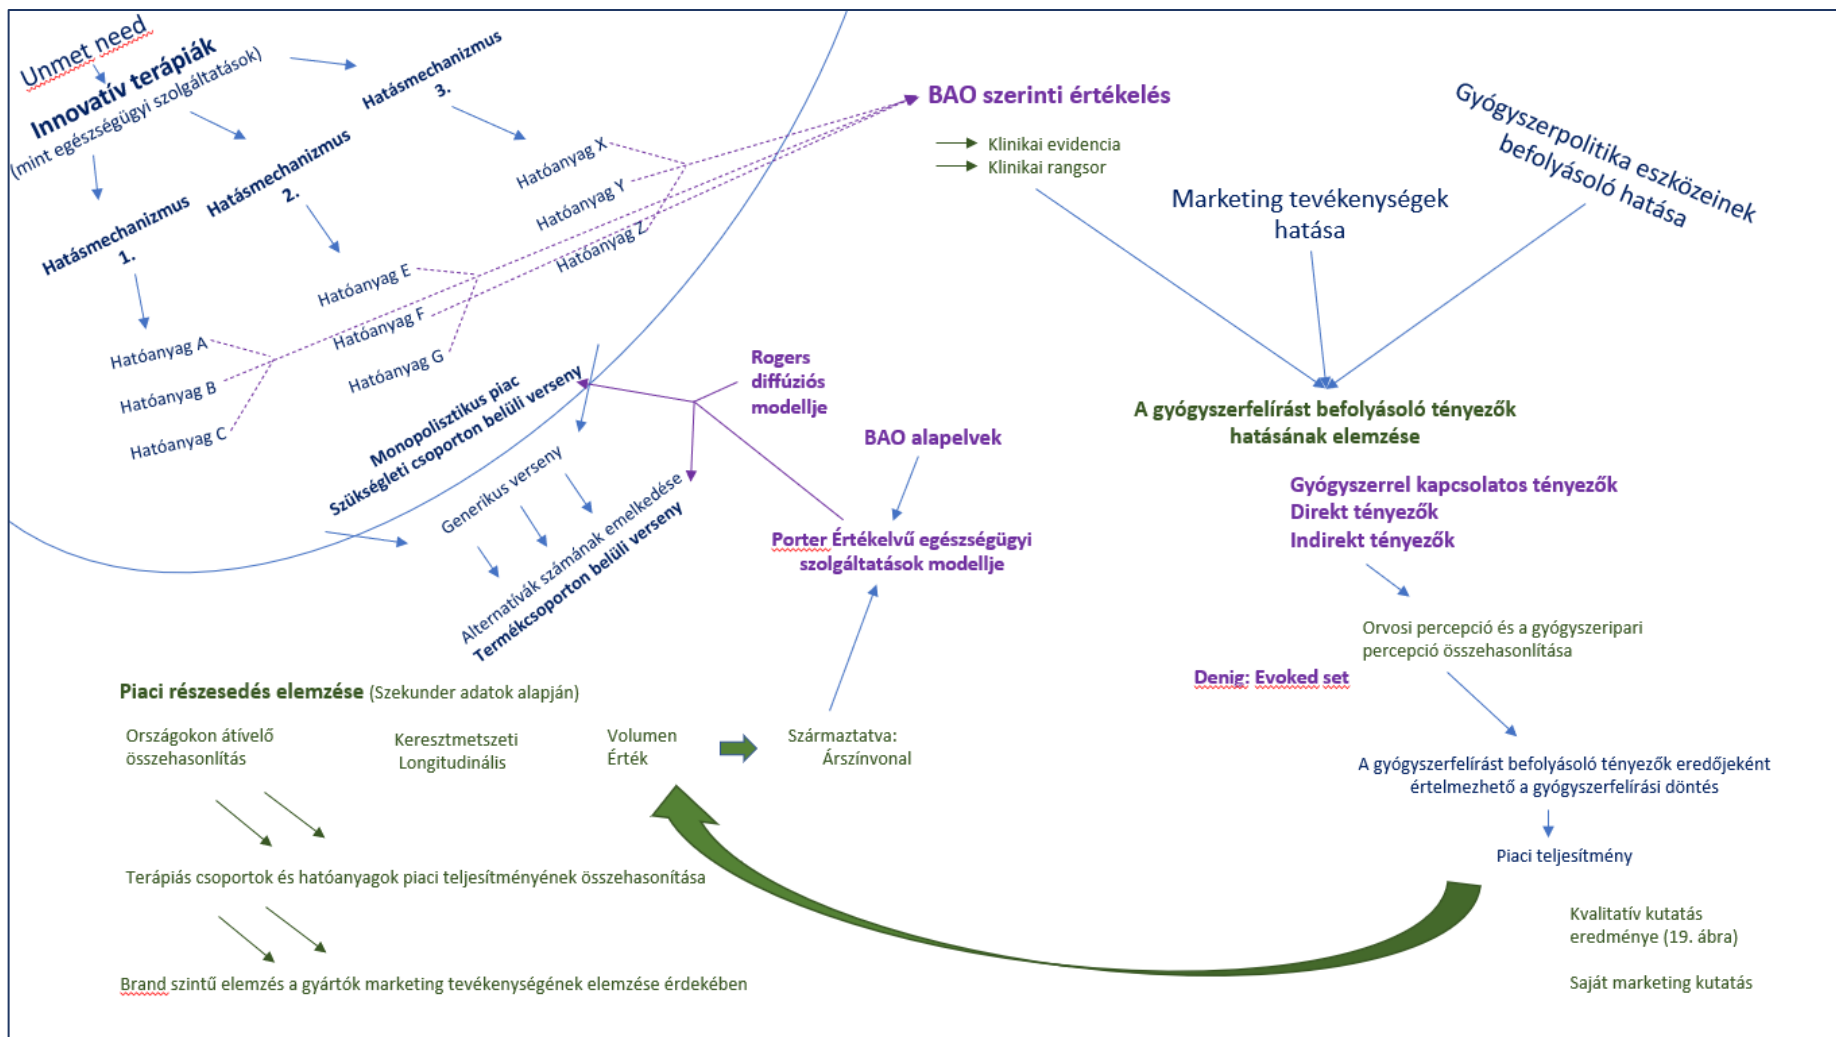 Unmet need
Innovatív terápiák
(mint egészségügyi szolgáltatások)
Hatásmechanizmus
1.
Hatásmechanizmus
2.
Hatásmechanizmus
3.
Hatóanyag A
Hatóanyag B
Hatóanyag C
Hatóanyag E
Hatóanyag F
Hatóanyag G
Hatóanyag X
Hatóanyag Y
Hatóanyag Z
BAO szerinti értékelés
Klinikai evidencia
Klinikai rangsor
Marketing tevékenységek
hatása
Gyógyszerpolitika eszközeinek
befolyásoló hatása
Monopolisztikus piac
Szükségleti csoporton belüli verseny
Generikus verseny
Alternatívák számának emelkedése
Termékcsoporton belüli verseny
Rogers
diffúziós
modellje
BAO alapelvek
Porter Értékelvű egészségügyi
szolgáltatások modellje
A gyógyszerfelírást befolyásoló tényezők
hatásának elemzése
Gyógyszerrel kapcsolatos tényezők
Direkt tényezők
Indirekt tényezők
Orvosi percepció és a gyógyszeripari
percepció összehasonlítása
Denig: Evoked set
A gyógyszerfelírást befolyásoló tényezők eredőjeként
értelmezhető a gyógyszerfelírási döntés
Piaci teljesítmény
Kvalitatív kutatás
eredménye (19. ábra)
Saját marketing kutatás
Piaci részesedés elemzése (Szekunder adatok alapján)
Országokon átívelő
összehasonlítás
Keresztmetszeti
Longitudinális
Volumen
Érték
Származtatva:
Árszínvonal
Terápiás csoportok és hatóanyagok piaci teljesítményének összehasonítása
Brand szintű elemzés a gyártók marketing tevékenységének elemzése érdekében